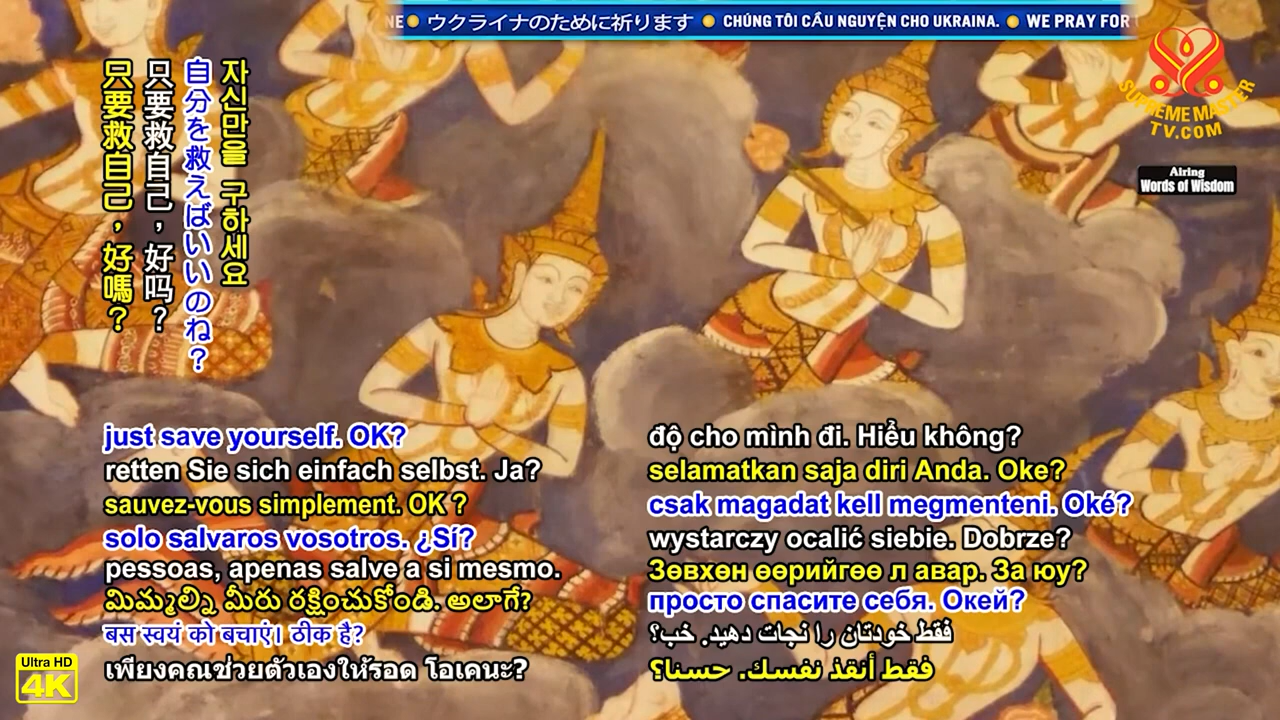 NE ● ウクライナのために祈ります ● CHÚNG TÔI CẦU NGUYỆN CHO UKRAINA. ● WE PRAY FOR
SUPREME MASTER
TV.COM
Airing
Words of Wisdom
자신만을 구하세요
自分を救えばいいのね？
只要救自己，好吗？
只要救自己，好嗎？
just save yourself. OK?
retten Sie sich einfach selbst. Ja?
sauvez-vous simplement. OK ?
solo salvaros vosotros. ¿Sí?
pessoas, apenas salve a si mesmo.
మిమ్మల్ని మీరు రక్షించుకోండి. అలాగే?
बस स्वयं को बचाएं। ठीक है?
เพียงคุณช่วยตัวเองให้รอด โอเคนะ?
độ cho mình đi. Hiểu không?
selamatkan saja diri Anda. Oke?
csak magadat kell megmenteni. Oké?
wystarczy ocalić siebie. Dobrze?
Зөвхөн өөрийгөө л авар. За юу?
просто спасите себя. Окей?
فقط خودتان را نجات دهید. خب؟
فقط أنقذ نفسك. حسنا؟
Ultra HD
4K